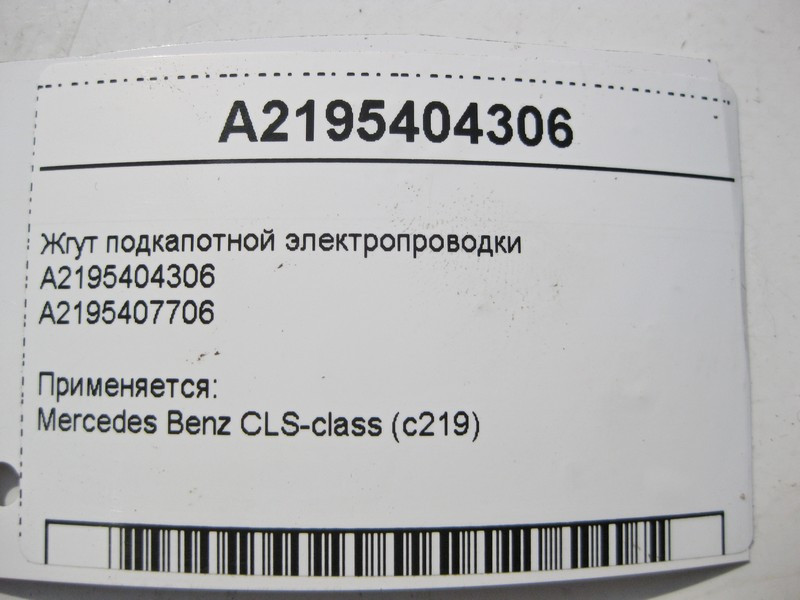 A2195404306
Жгут подкапотной электропроводки
A2195404306
A2195407706
Применяется:
Mercedes Benz CLS-class (c219)